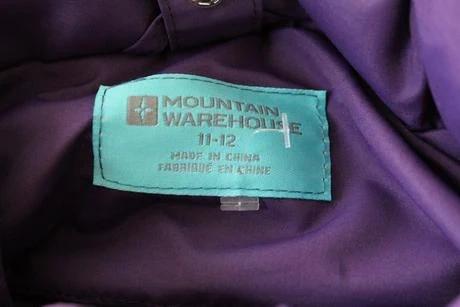 MOUNTAIN
WAREHOUSE
11-12
MADE IN CHINA
FABRIQUÉ EN CHINE